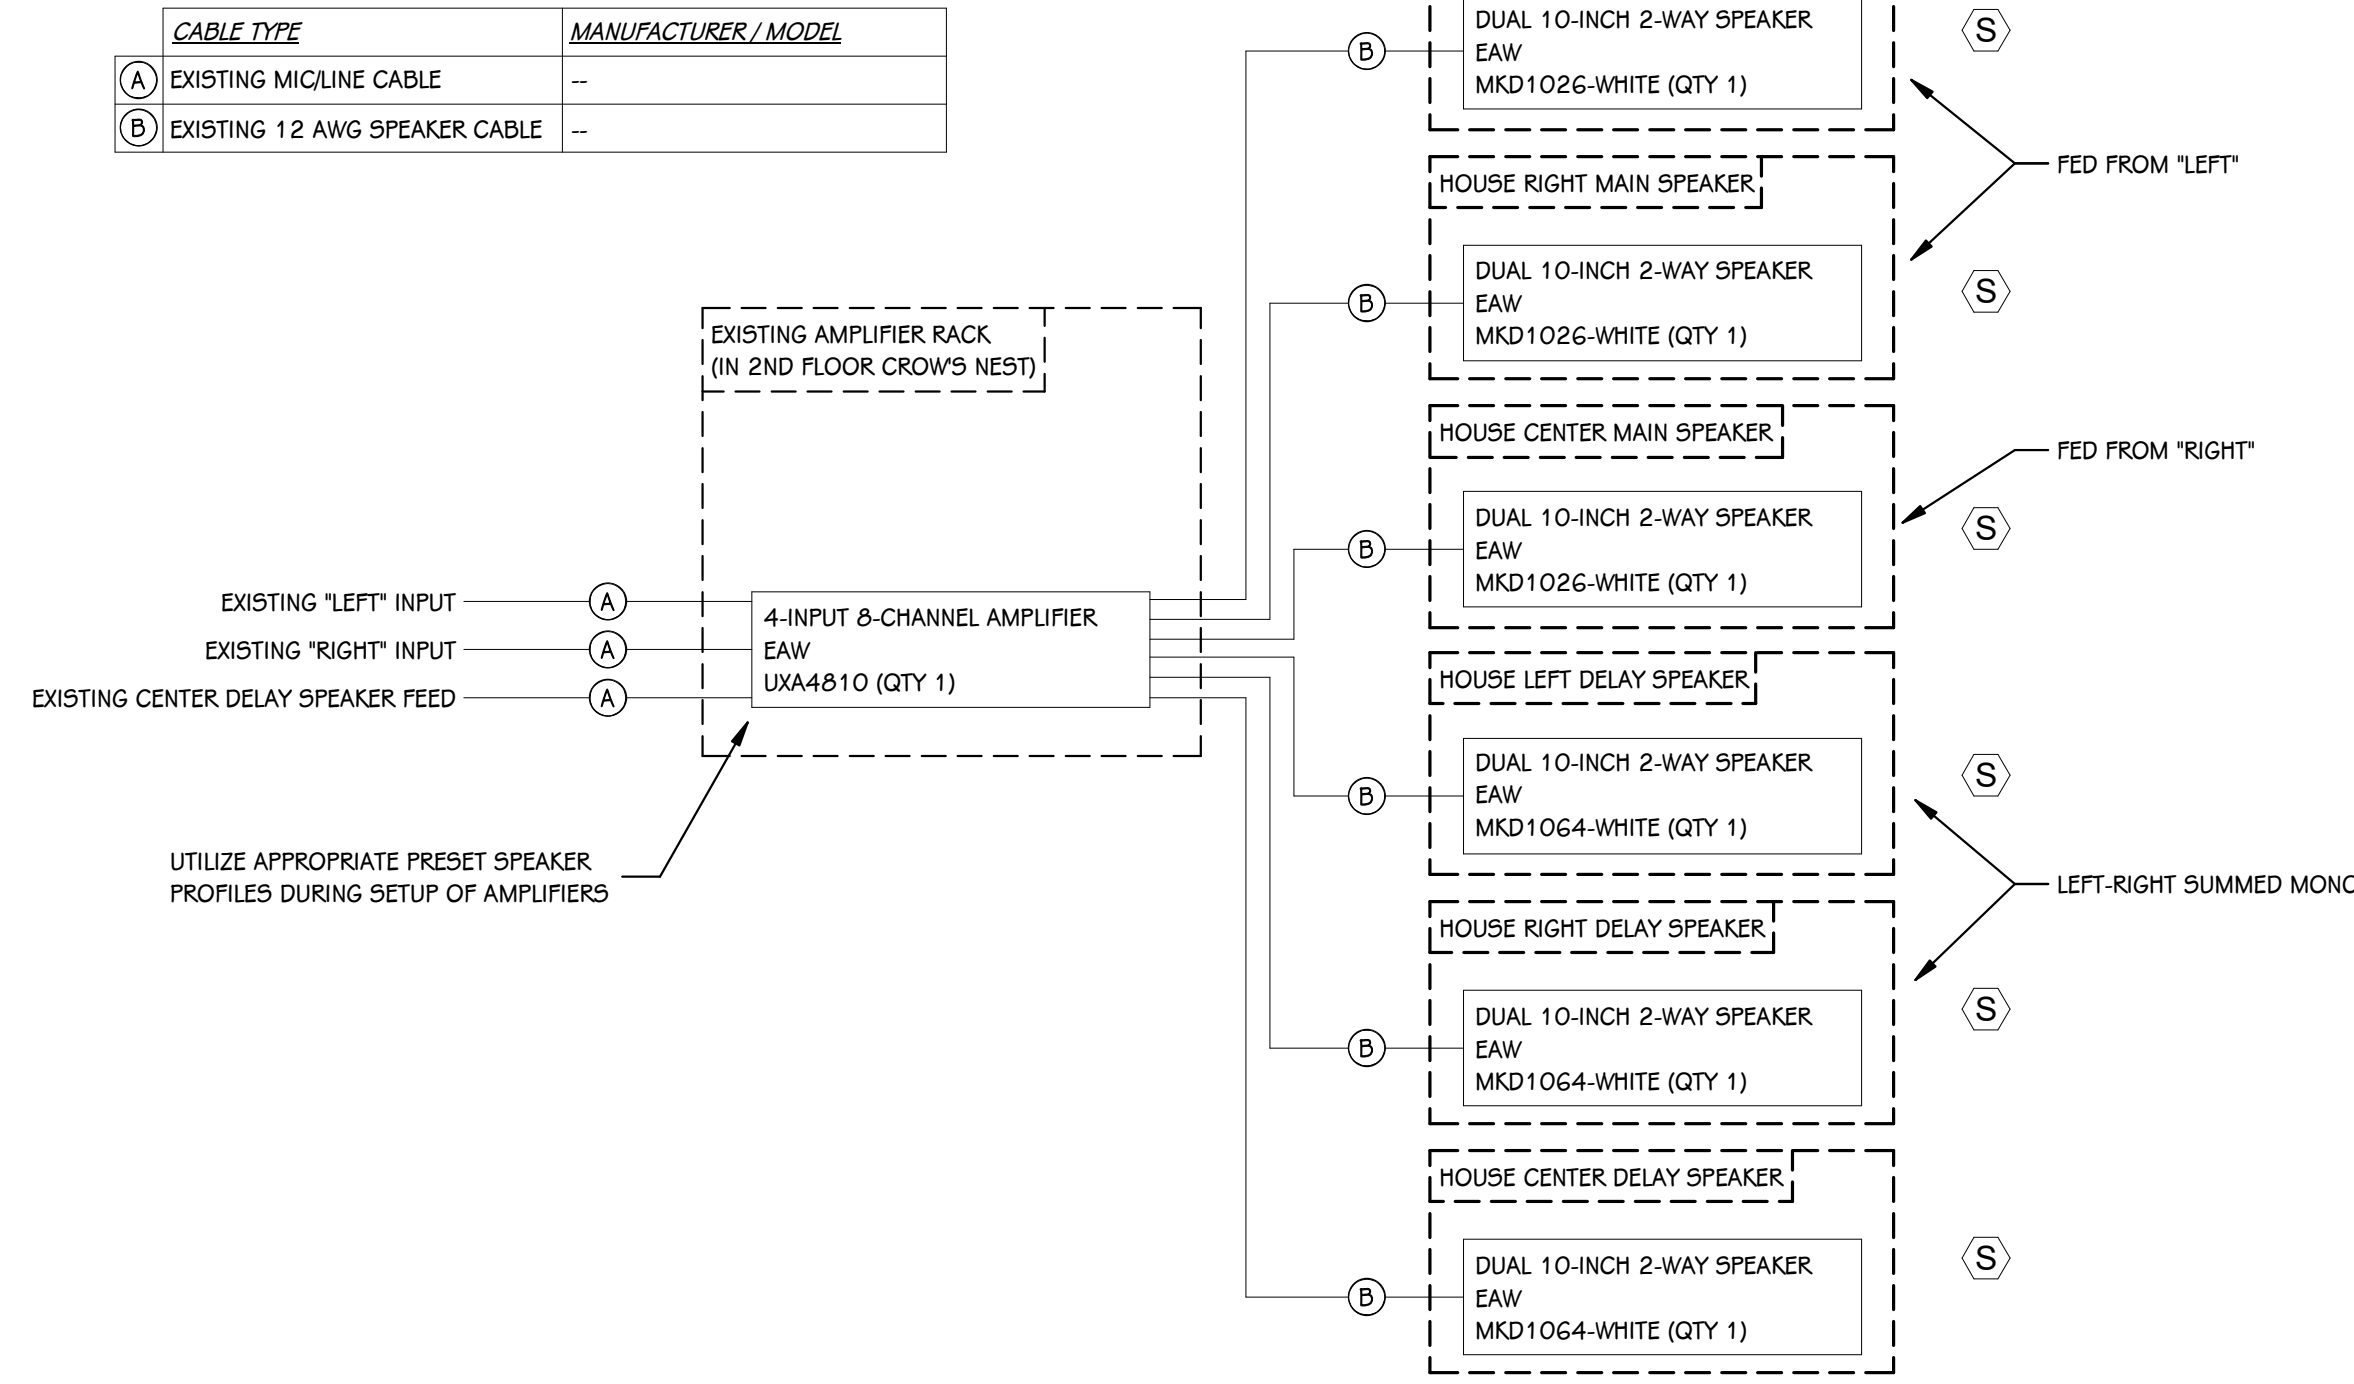 CABLE TYPE MANUFACTURER / MODEL
A EXISTING MIC/LINE CABLE --
B EXISTING 12 AWG SPEAKER CABLE --
DUAL 10-INCH 2-WAY SPEAKER
EAW
MKD1026-WHITE (QTY 1)
B
S
FED FROM "LEFT"
HOUSE RIGHT MAIN SPEAKER
DUAL 10-INCH 2-WAY SPEAKER
EAW
MKD1026-WHITE (QTY 1)
B
S
HOUSE CENTER MAIN SPEAKER
FED FROM "RIGHT"
DUAL 10-INCH 2-WAY SPEAKER
EAW
MKD1026-WHITE (QTY 1)
B
S
EXISTING AMPLIFIER RACK
(IN 2ND FLOOR CROW'S NEST)
EXISTING "LEFT" INPUT A
EXISTING "RIGHT" INPUT A
EXISTING CENTER DELAY SPEAKER FEED A
4-INPUT 8-CHANNEL AMPLIFIER
EAW
UXA4810 (QTY 1)
UTILIZE APPROPRIATE PRESET SPEAKER
PROFILES DURING SETUP OF AMPLIFIERS
HOUSE LEFT DELAY SPEAKER
DUAL 10-INCH 2-WAY SPEAKER
EAW
MKD1064-WHITE (QTY 1)
B
S
LEFT-RIGHT SUMMED MONO
HOUSE RIGHT DELAY SPEAKER
DUAL 10-INCH 2-WAY SPEAKER
EAW
MKD1064-WHITE (QTY 1)
B
S
HOUSE CENTER DELAY SPEAKER
DUAL 10-INCH 2-WAY SPEAKER
EAW
MKD1064-WHITE (QTY 1)
B
S